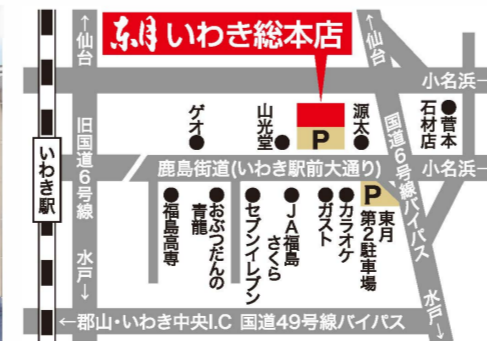 東月 いわき総本店
↑仙台
↑仙台
小名浜→
ゲオ
山光堂
P
源太
国道6号線バイパス
菅本
石材店
旧国道6号線
いわき駅
鹿島街道(いわき駅前大通り)
小名浜→
福島高専
おぶつだんの
青龍
セブンイレブン
JA福島
さくら
ガスト
カラオケ
P
東月
第2駐車場
水戸↓
水戸↓
←郡山・いわき中央I.C 国道49号線バイパス